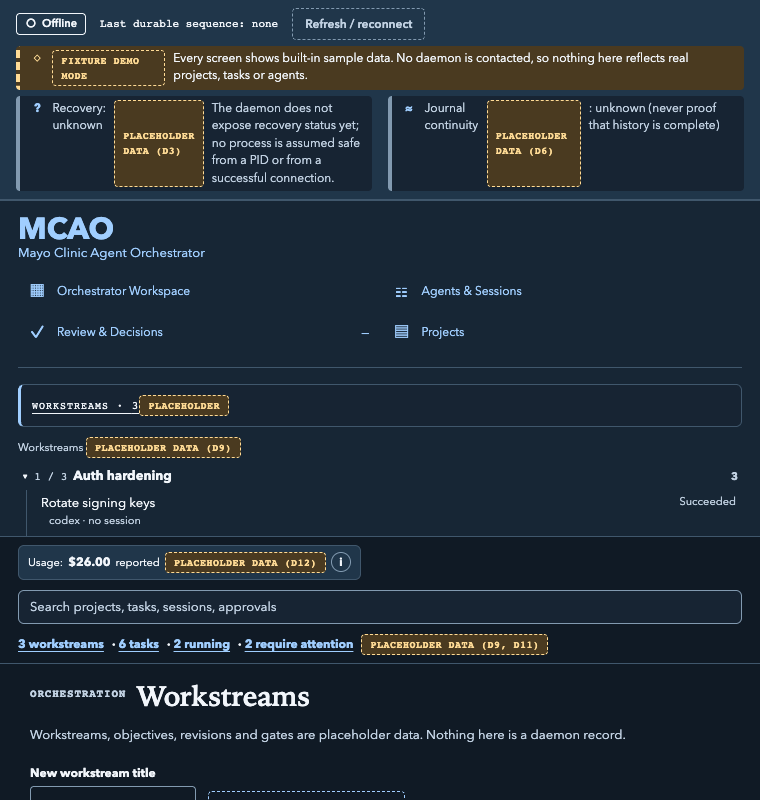 Offline
Last durable sequence: none
Refresh / reconnect
FIXTURE DEMO
MODE
Every screen shows built-in sample data. No daemon is contacted, so nothing here reflects real
projects, tasks or agents.
? Recovery:
unknown
PLACEHOLDER
DATA (D3)
The daemon does not
expose recovery status yet;
no process is assumed safe
from a PID or from a
successful connection.
≈ Journal
continuity
PLACEHOLDER
DATA (D6)
: unknown (never proof
that history is complete)
MCAO
Mayo Clinic Agent Orchestrator
Orchestrator Workspace
Agents & Sessions
Review & Decisions —
Projects
WORKSTREAMS · 3 PLACEHOLDER
Workstreams PLACEHOLDER DATA (D9)
▾ 1 / 3 Auth hardening 3
Rotate signing keys Succeeded
codex · no session
Usage: $26.00 reported PLACEHOLDER DATA (D12) i
Search projects, tasks, sessions, approvals
3 workstreams · 6 tasks · 2 running · 2 require attention PLACEHOLDER DATA (D9, D11)
ORCHESTRATION Workstreams
Workstreams, objectives, revisions and gates are placeholder data. Nothing here is a daemon record.
New workstream title